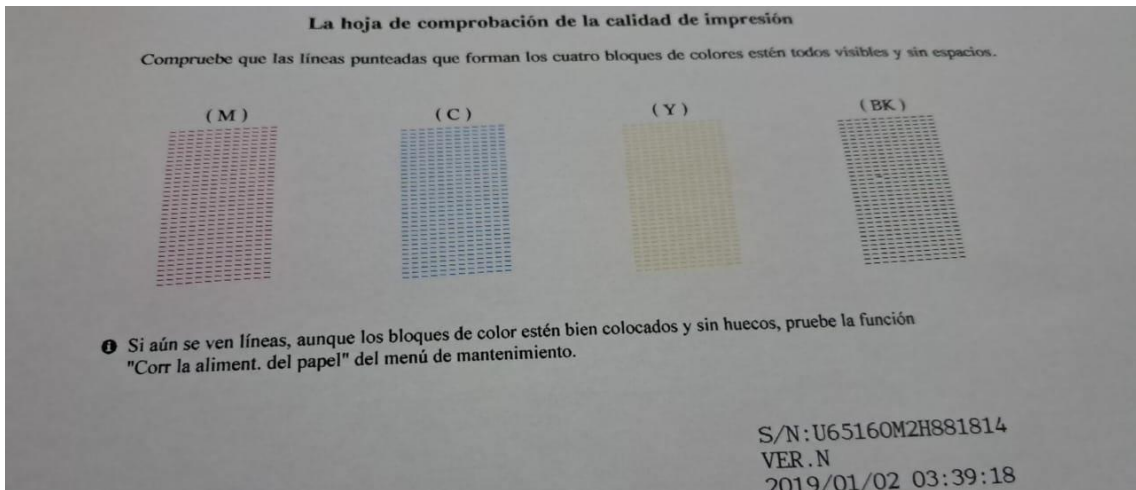 La hoja de comprobación de la calidad de impresión
Compruebe que las líneas punteadas que forman los cuatro bloques de colores estén todos visibles y sin espacios.
( M ) ( C ) ( Y ) ( BK )
❶ Si aún se ven líneas, aunque los bloques de color estén bien colocados y sin huecos, pruebe la función
"Corr la aliment. del papel" del menú de mantenimiento.
S/N:U65160M2H881814
VER.N
2019/01/02 03:39:18